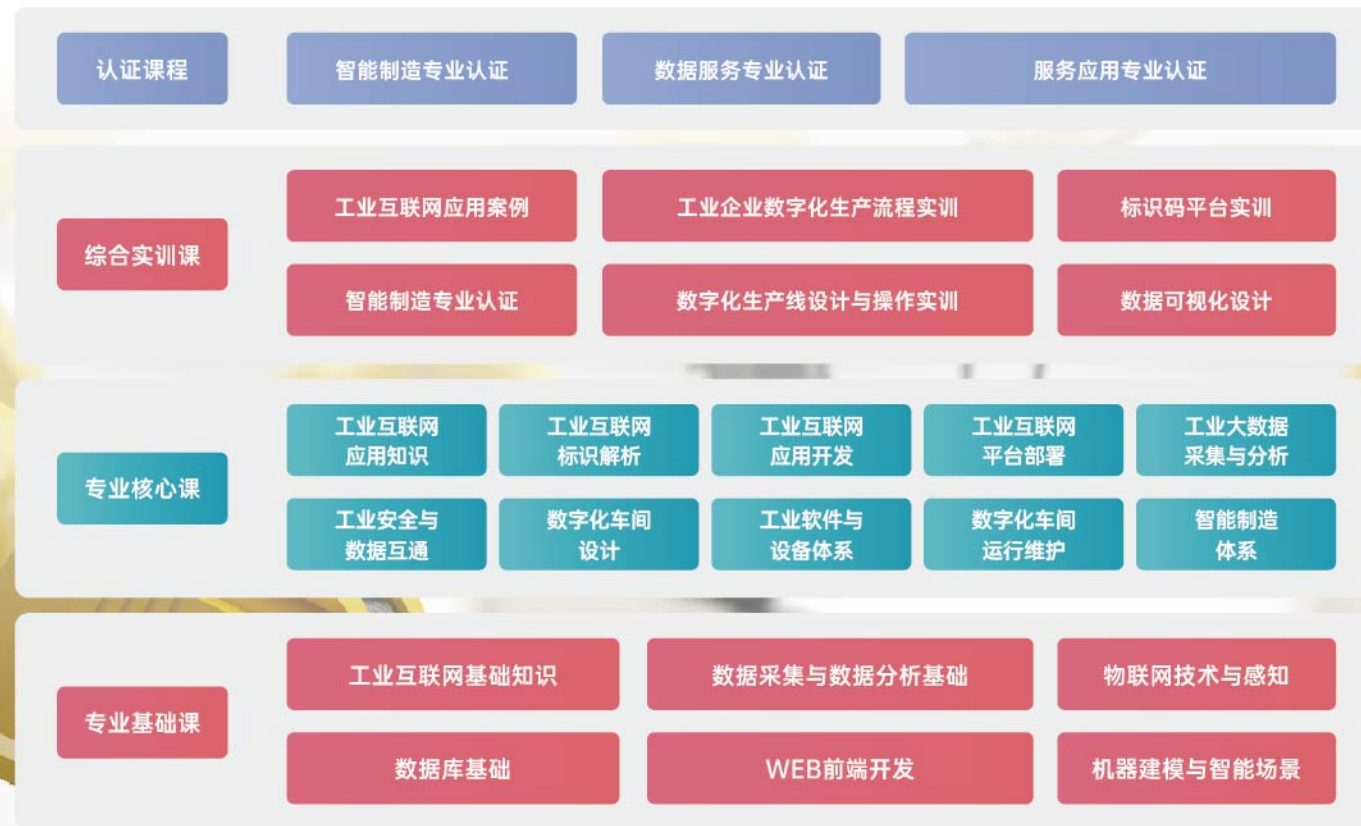 认证课程
智能制造专业认证
数据服务专业认证
服务应用专业认证
综合实训课
工业互联网应用案例
工业企业数字化生产流程实训
标识码平台实训
智能制造专业认证
数字化生产线设计与操作实训
数据可视化设计
专业核心课
工业互联网
应用知识
工业互联网
标识解析
工业互联网
应用开发
工业互联网
平台部署
工业大数据
采集与分析
工业安全与
数据互通
数字化车间
设计
工业软件与
设备体系
数字化车间
运行维护
智能制造
体系
专业基础课
工业互联网基础知识
数据采集与数据分析基础
物联网技术与感知
数据库基础
WEB前端开发
机器建模与智能场景